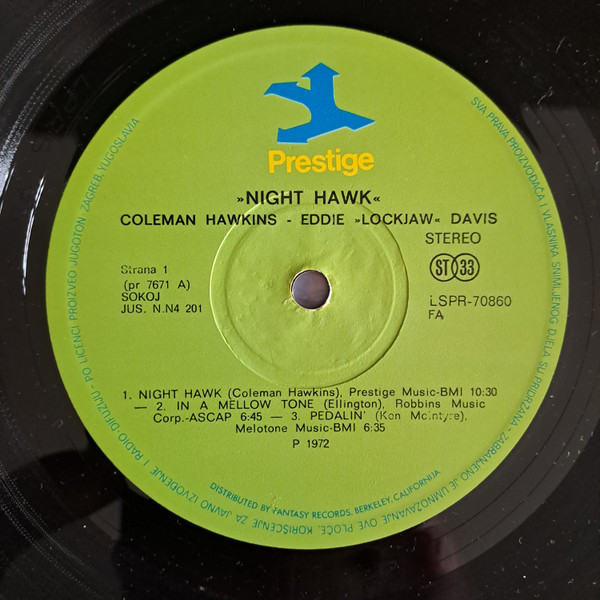 Prestige
»NIGHT HAWK«
COLEMAN HAWKINS - EDDIE »LOCKJAW« DAVIS
STEREO
Strana 1
(pr 7671 A)
SOKOJ
JUS. N.N4 201
ST 33
LSPR-70860
FA
1. NIGHT HAWK (Coleman Hawkins), Prestige Music-BMI 10:30
— 2. IN A MELLOW TONE (Ellington), Robbins Music
Corp.-ASCAP 6:45 — 3. PEDALIN' (Ken McIntyre),
Melotone Music-BMI 6:35
P 1972
DISTRIBUTED BY FANTASY RECORDS, BERKELEY, CALIFORNIA
SVA PRAVA PROIZVOĐAČA I VLASNIKA SNIMLJENOG DJELA SU PRIDRŽANA - ZABRANJENO JE UMNOŽAVANJE OVE PLOČE, KORIŠĆENJE ZA JAVNO IZVOĐENJE I RADIO DIFUZIJU - PO LICENCI PROIZVEO JUGOTON ZAGREB YUGOSLAVIA